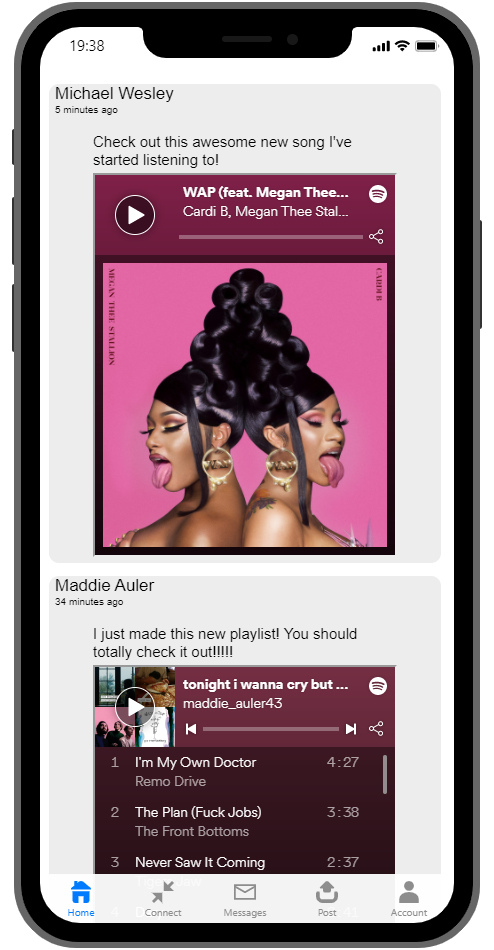 19:38
Michael Wesley
5 minutes ago
Check out this awesome new song I've
started listening to!
WAP (feat. Megan Thee...
Cardi B, Megan Thee Stal...
MEGAN THEE STALLION
CARDI B
Maddie Auler
34 minutes ago
I just made this new playlist! You should
totally check it out!!!!!
tonight i wanna cry but ...
maddie_auler43
1 I'm My Own Doctor 4:27
Remo Drive
2 The Plan (Fuck Jobs) 3:38
The Front Bottoms
3 Never Saw It Coming 2:37
Home Connect Messages Post Account